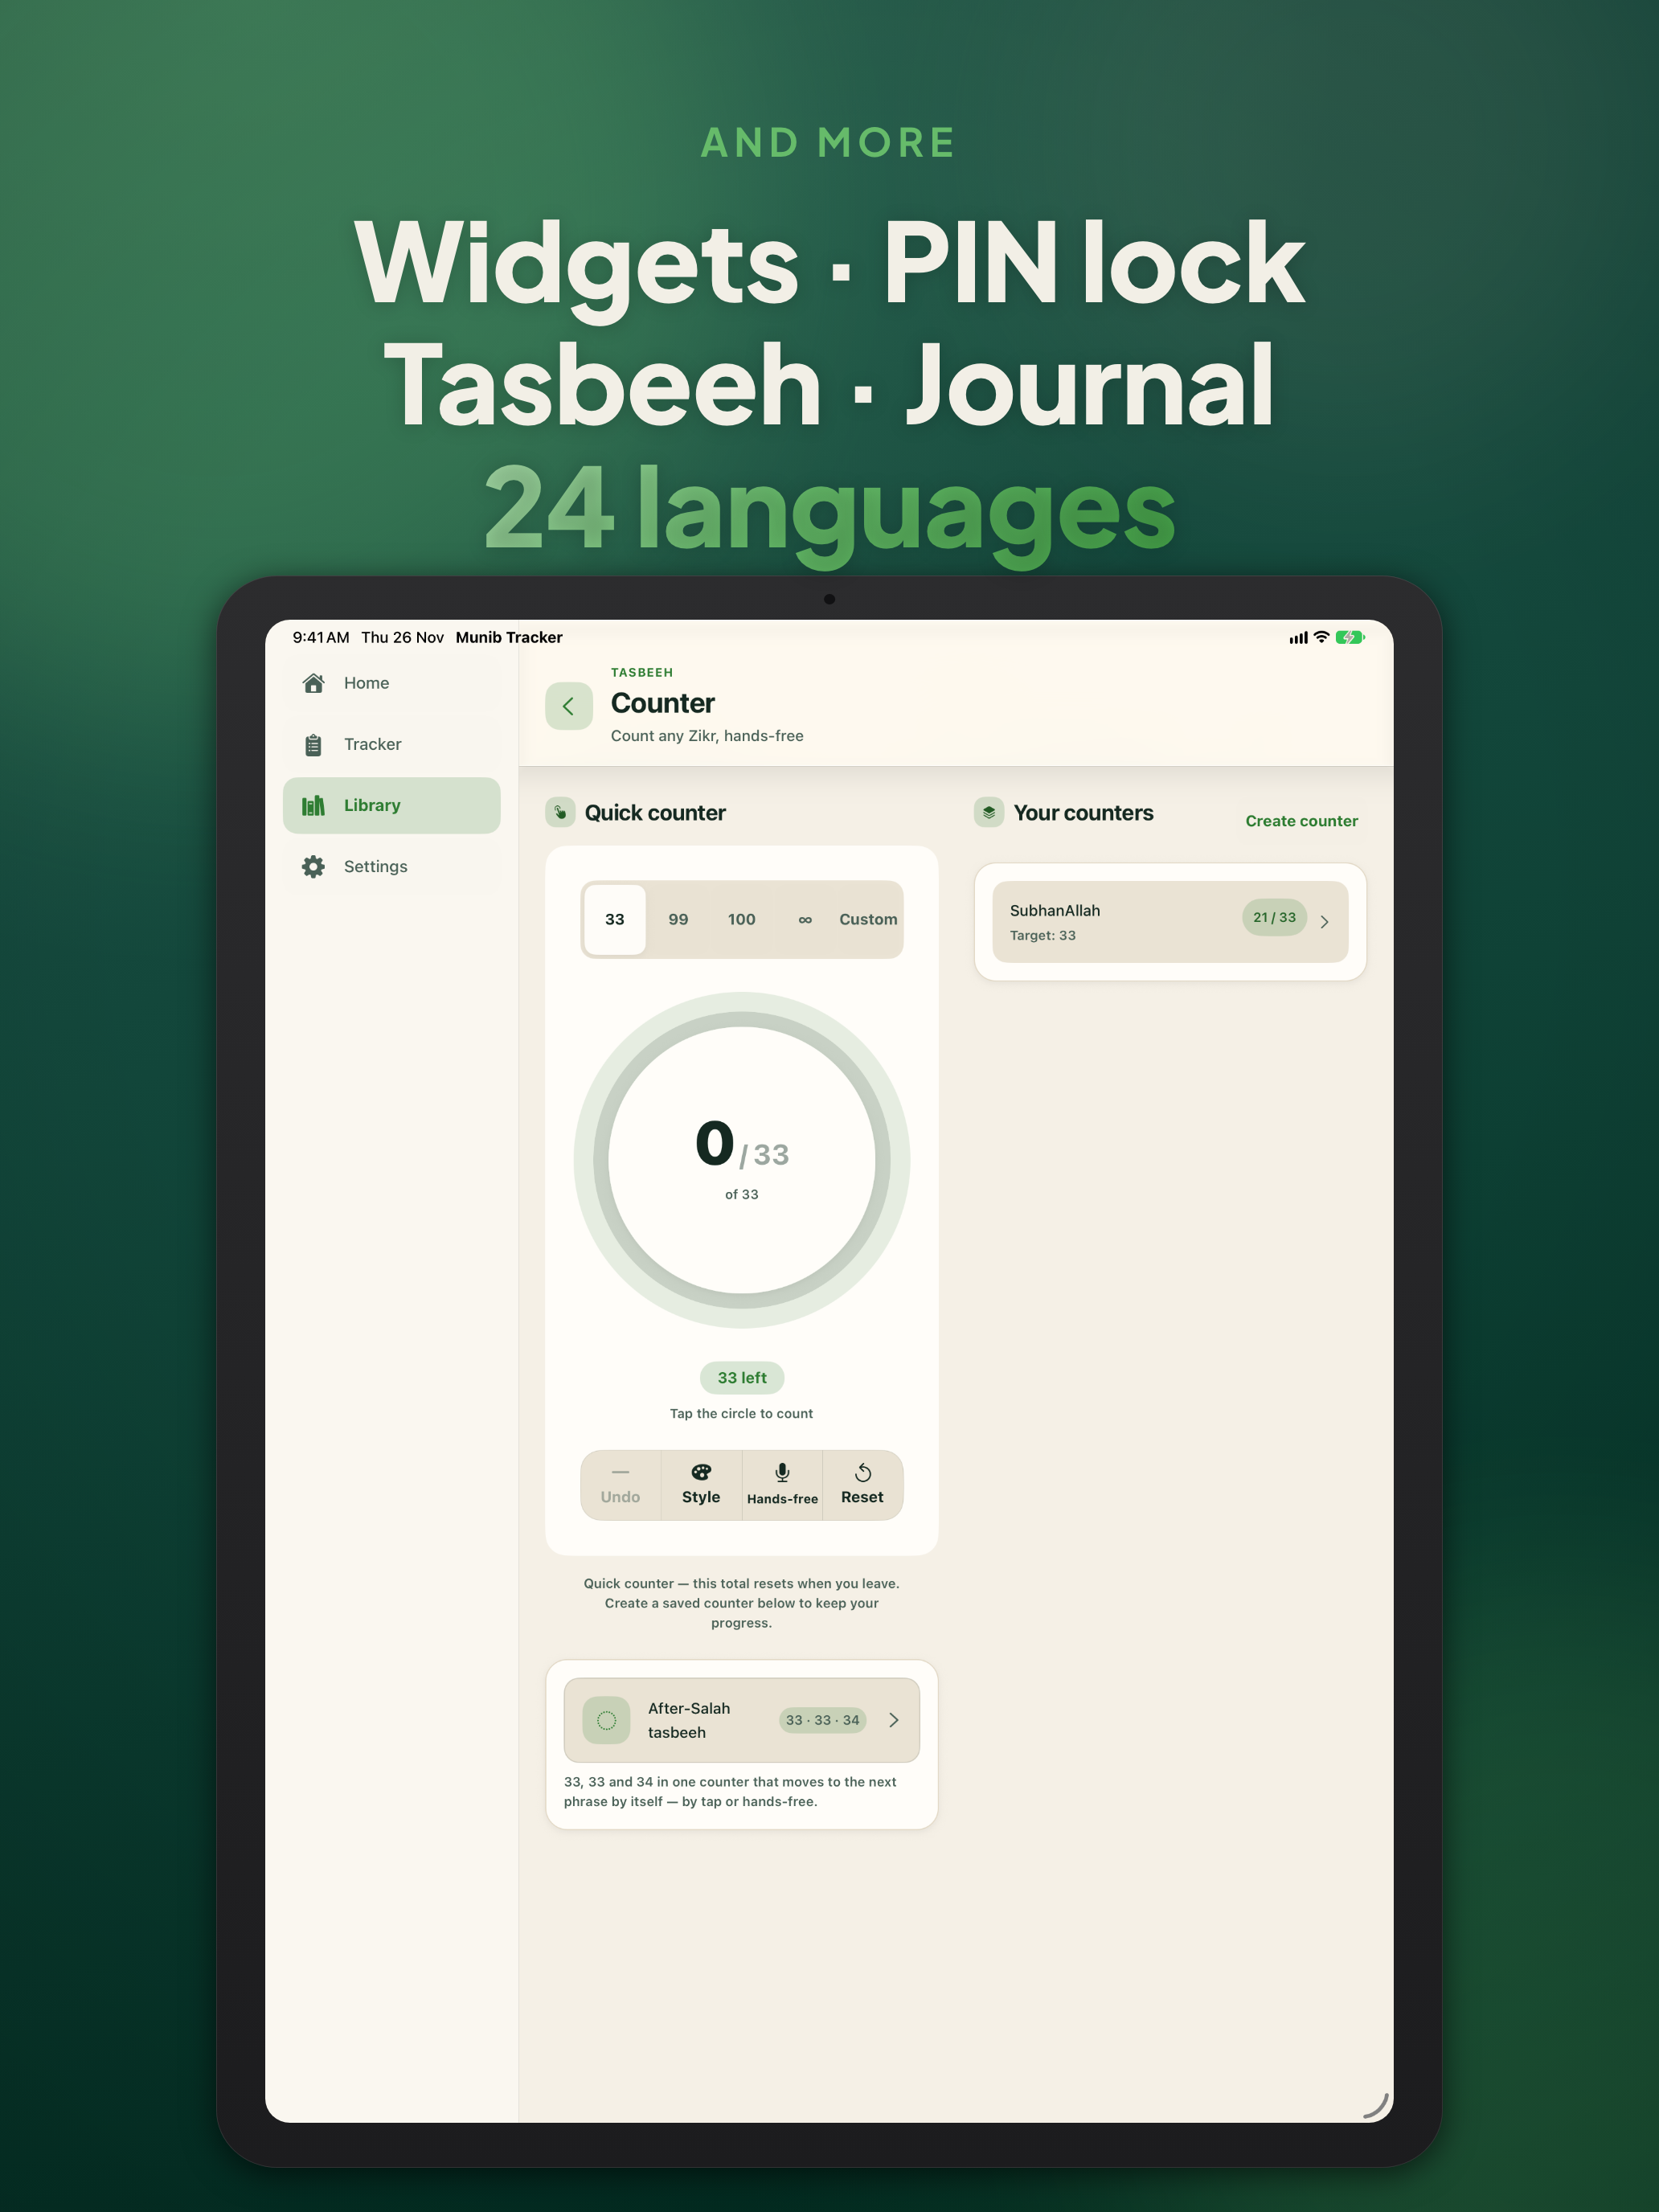 AND MORE
Widgets · PIN lock
Tasbeeh · Journal
24 languages
9:41 AM Thu 26 Nov Munib Tracker
Home
Tracker
Library
Settings
TASBEEH
Counter
Count any Zikr, hands-free
Quick counter
33 99 100 ∞ Custom
0 / 33
of 33
33 left
Tap the circle to count
Undo Style Hands-free Reset
Quick counter — this total resets when you leave.
Create a saved counter below to keep your
progress.
After-Salah
tasbeeh
33 · 33 · 34
33, 33 and 34 in one counter that moves to the next
phrase by itself — by tap or hands-free.
Your counters
Create counter
SubhanAllah
Target: 33
21 / 33